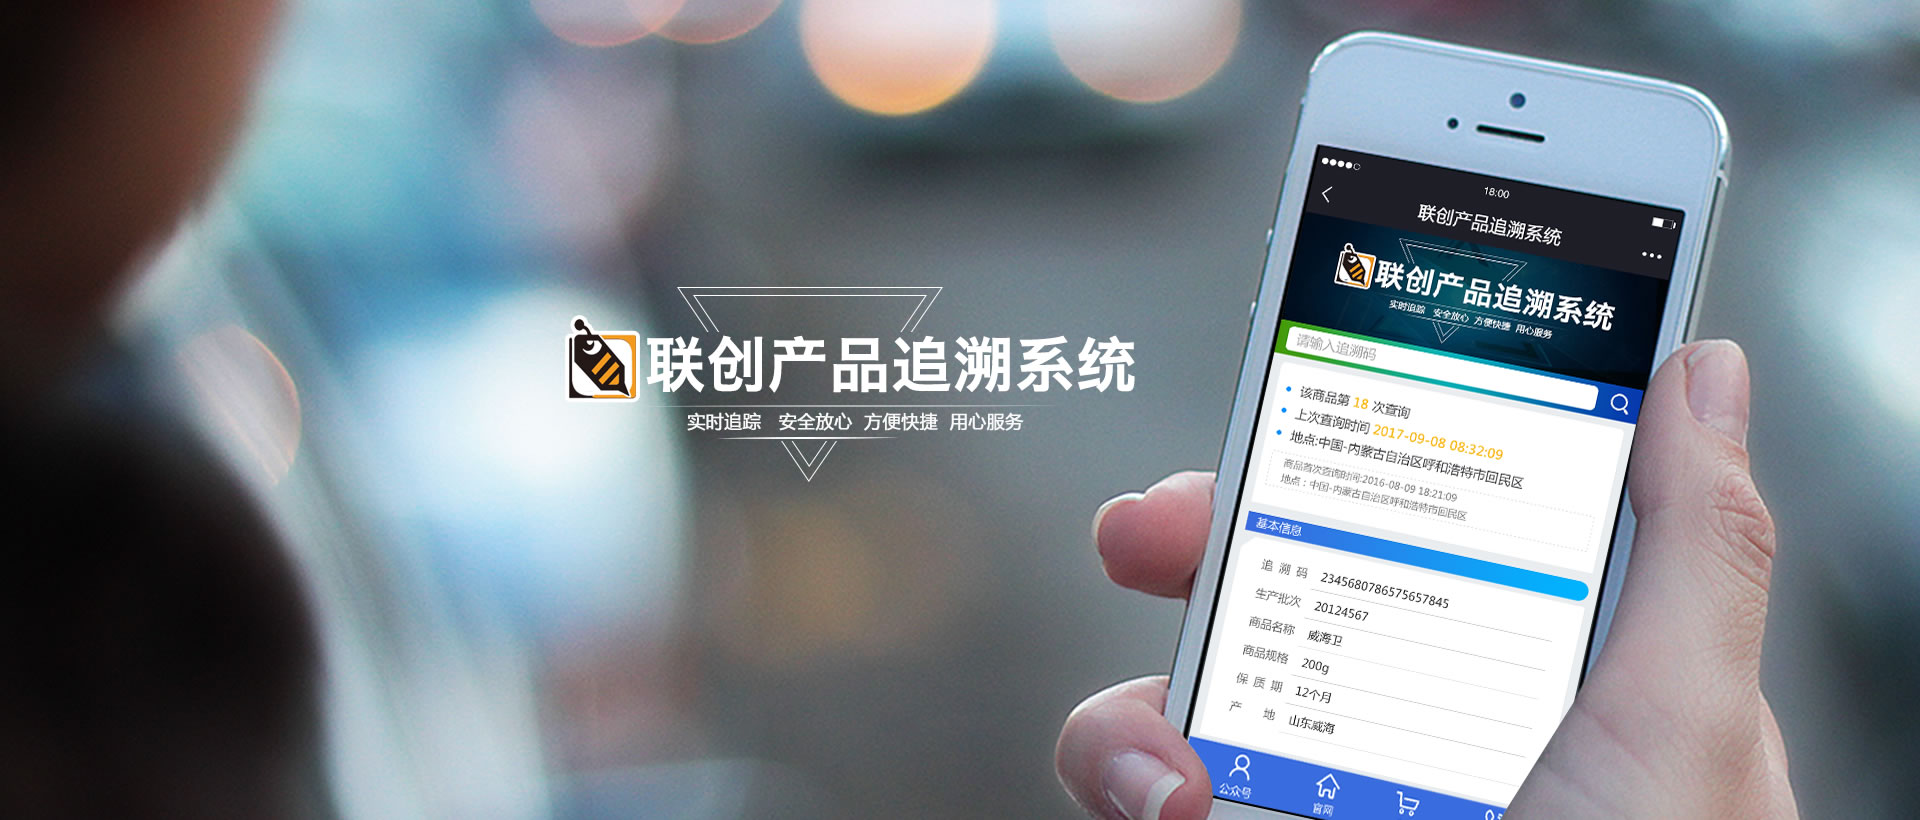 联创产品追溯系统
实时追踪 安全放心 方便快捷 用心服务
18:00
联创产品追溯系统
联创产品追溯系统
实时追踪 安全放心 方便快捷 用心服务
请输入追溯码
该商品第 18 次查询
上次查询时间 2017-09-08 08:32:09
地点:中国-内蒙古自治区呼和浩特市回民区
商品首次查询时间:2016-08-09 18:21:09
地点：中国-内蒙古自治区呼和浩特市回民区
基本信息
追溯码 2345680786575657845
生产批次 20124567
商品名称 威海卫
商品规格 200g
保质期 12个月
产地 山东威海
公众号
官网